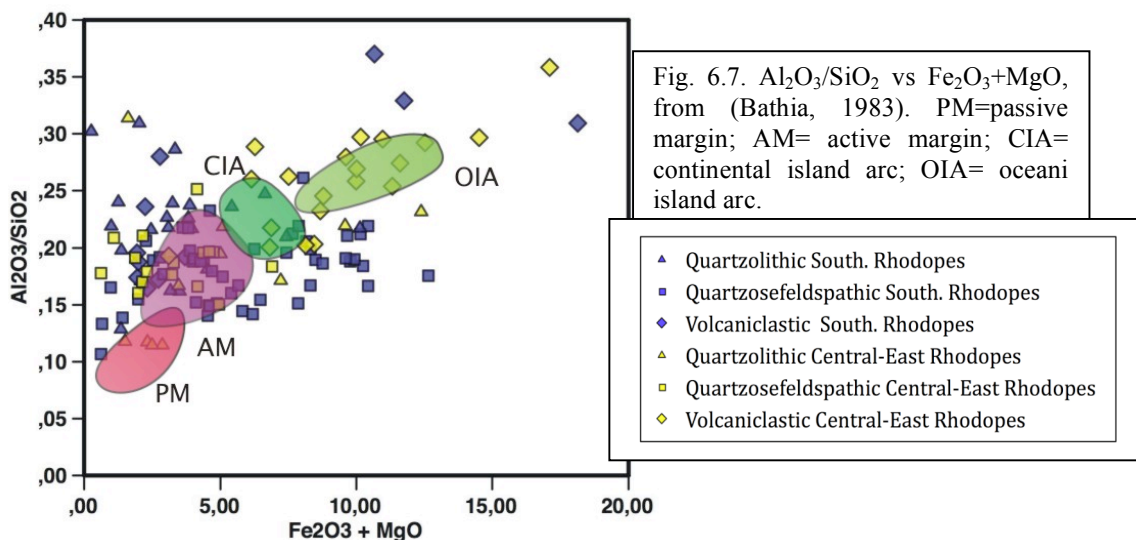 ,40
,35
,30
,25
,20
,15
,10
,05
,00
Al2O3/SiO2
CIA
OIA
AM
PM
,00
5,00
10,00
15,00
20,00
Fe2O3 + MgO
Fig. 6.7. Al₂O₃/SiO₂ vs Fe₂O₃+MgO,
from (Bathia, 1983). PM=passive
margin; AM= active margin; CIA=
continental island arc; OIA= oceani
island arc.
Quartzolithic South. Rhodopes
Quartzosefeldspathic South. Rhodopes
Volcaniclastic South. Rhodopes
Quartzolithic Central-East Rhodopes
Quartzosefeldspathic Central-East Rhodopes
Volcaniclastic Central-East Rhodopes